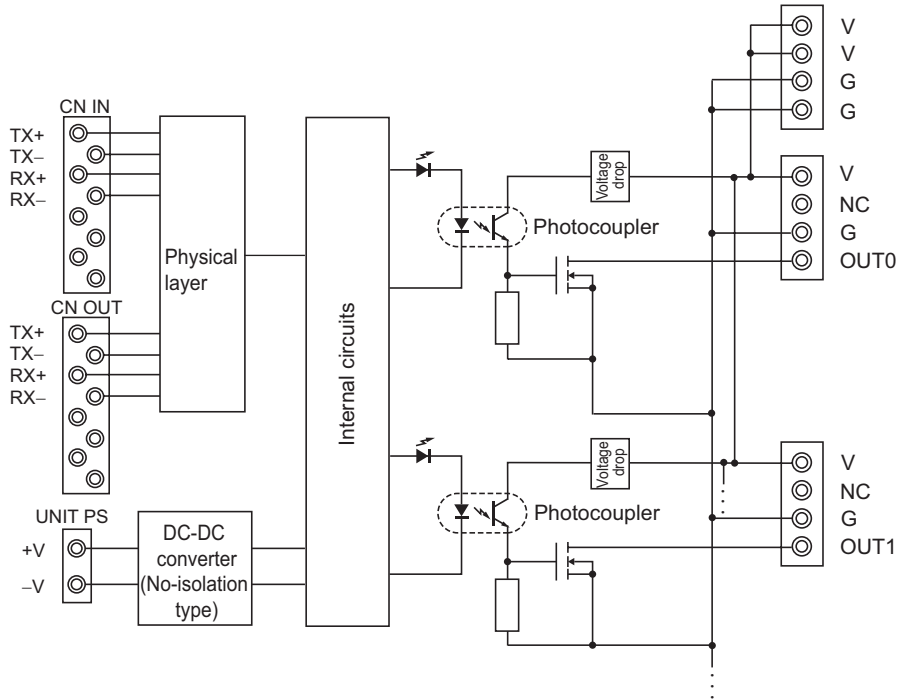 CN IN
TX+
TX−
RX+
RX−
Physical
layer
CN OUT
TX+
TX−
RX+
RX−
UNIT PS
+V
−V
DC-DC
converter
(No-isolation
type)
Internal circuits
Photocoupler
Voltage
drop
Photocoupler
Voltage
drop
V
V
G
G
V
NC
G
OUT0
V
NC
G
OUT1